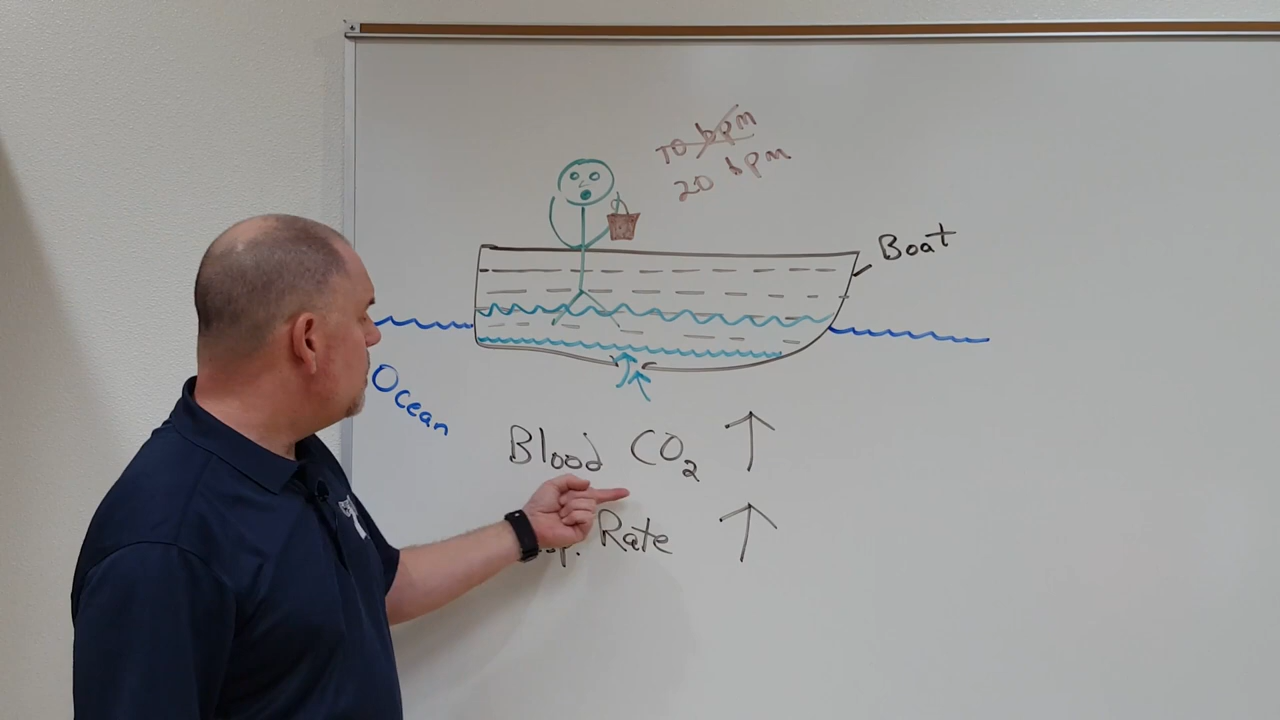 10 bpm
20 bpm
Boat
Ocean
Blood CO₂ ↑
Rate ↑